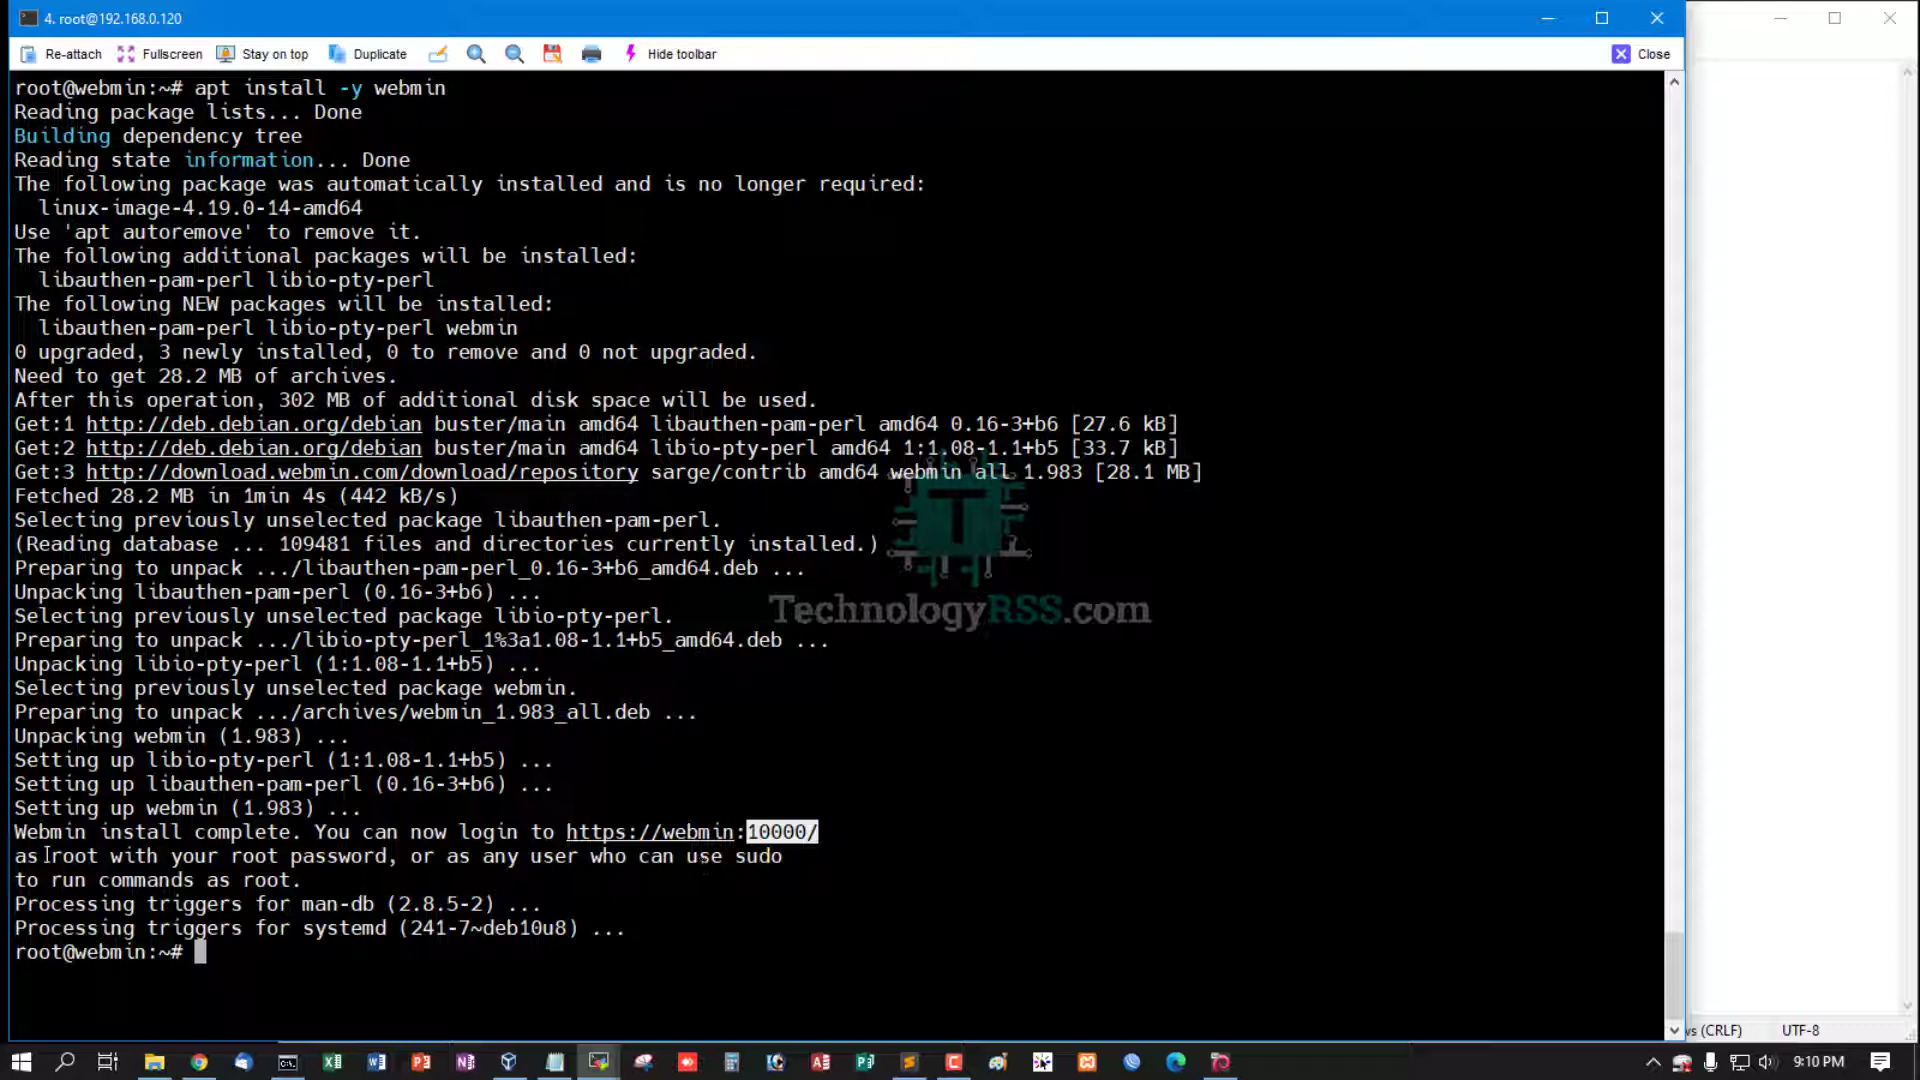 4. root@192.168.0.120
Re-attach Fullscreen Stay on top Duplicate Hide toolbar Close
root@webmin:~# apt install -y webmin
Reading package lists... Done
Building dependency tree
Reading state information... Done
The following package was automatically installed and is no longer required:
linux-image-4.19.0-14-amd64
Use 'apt autoremove' to remove it.
The following additional packages will be installed:
libauthen-pam-perl libio-pty-perl
The following NEW packages will be installed:
libauthen-pam-perl libio-pty-perl webmin
0 upgraded, 3 newly installed, 0 to remove and 0 not upgraded.
Need to get 28.2 MB of archives.
After this operation, 302 MB of additional disk space will be used.
Get:1 http://deb.debian.org/debian buster/main amd64 libauthen-pam-perl amd64 0.16-3+b6 [27.6 kB]
Get:2 http://deb.debian.org/debian buster/main amd64 libio-pty-perl amd64 1:1.08-1.1+b5 [33.7 kB]
Get:3 http://download.webmin.com/download/repository sarge/contrib amd64 webmin all 1.983 [28.1 MB]
Fetched 28.2 MB in 1min 4s (442 kB/s)
Selecting previously unselected package libauthen-pam-perl.
(Reading database ... 109481 files and directories currently installed.)
Preparing to unpack .../libauthen-pam-perl_0.16-3+b6_amd64.deb ...
Unpacking libauthen-pam-perl (0.16-3+b6) ...
Selecting previously unselected package libio-pty-perl.
Preparing to unpack .../libio-pty-perl_1%3a1.08-1.1+b5_amd64.deb ...
Unpacking libio-pty-perl (1:1.08-1.1+b5) ...
Selecting previously unselected package webmin.
Preparing to unpack .../archives/webmin_1.983_all.deb ...
Unpacking webmin (1.983) ...
Setting up libio-pty-perl (1:1.08-1.1+b5) ...
Setting up libauthen-pam-perl (0.16-3+b6) ...
Setting up webmin (1.983) ...
Webmin install complete. You can now login to https://webmin:10000/
as root with your root password, or as any user who can use sudo
to run commands as root.
Processing triggers for man-db (2.8.5-2) ...
Processing triggers for systemd (241-7~deb10u8) ...
root@webmin:~#
T
TechnologyRSS.com
(CRLF) UTF-8
9:10 PM